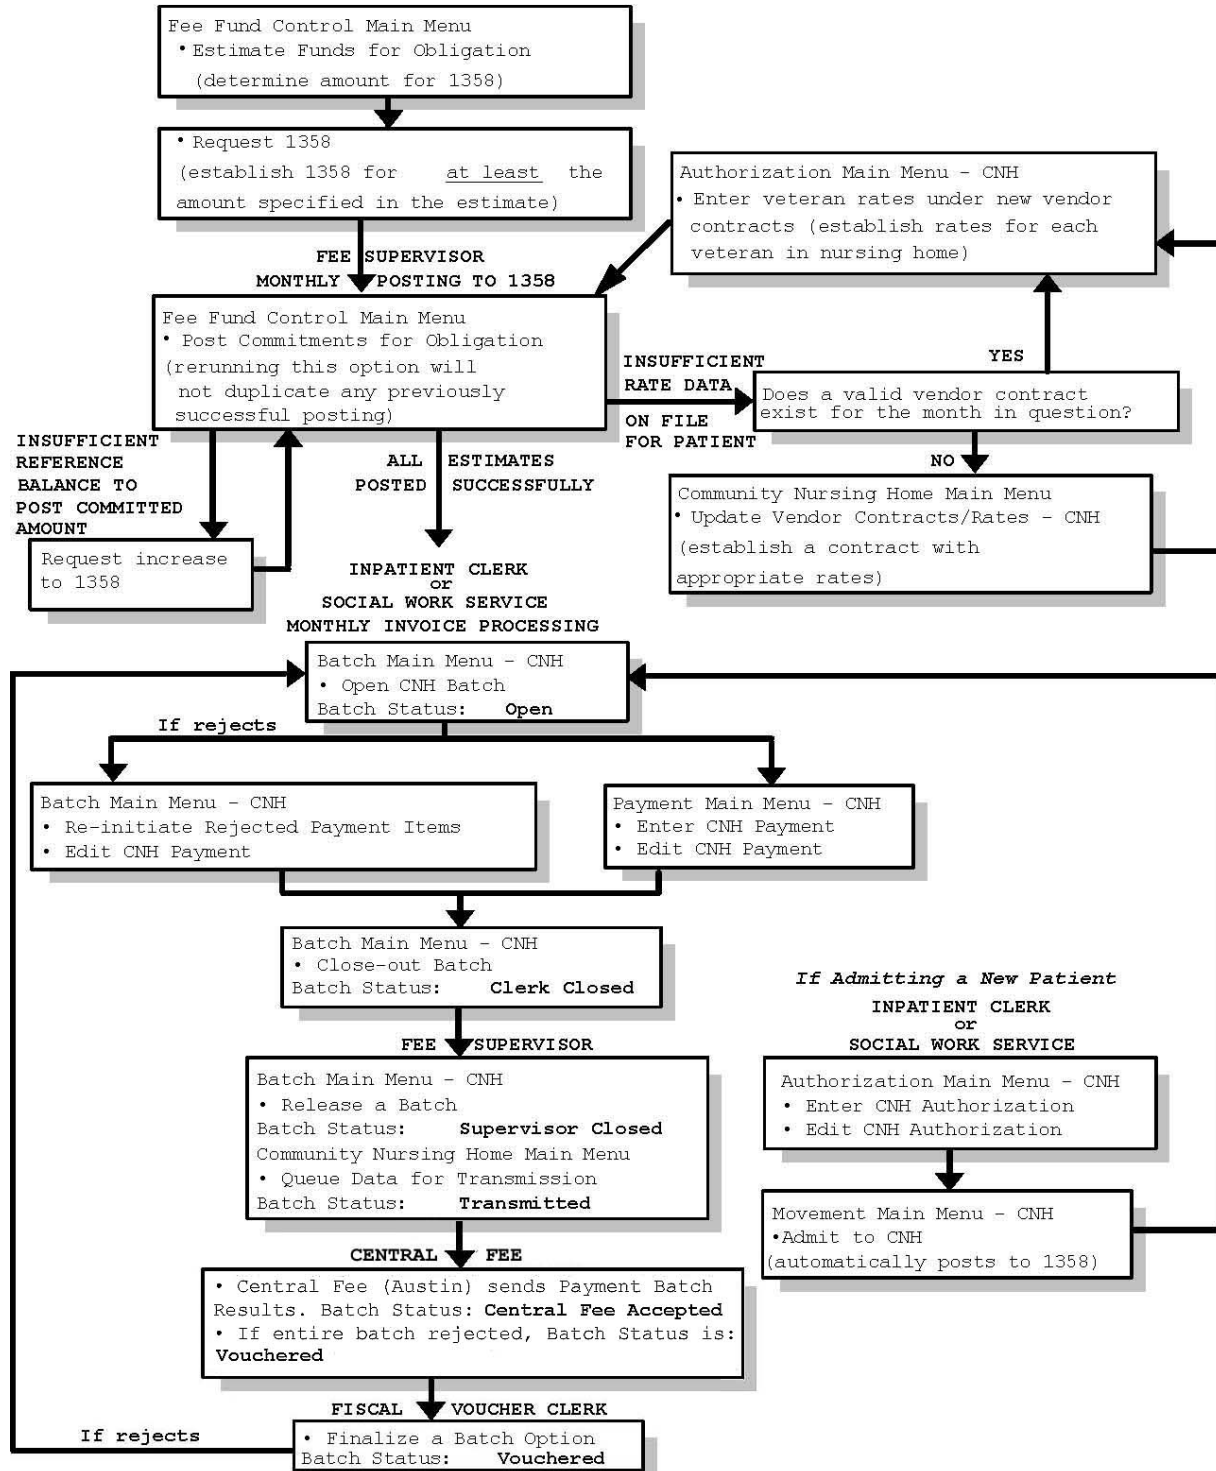 Fee Fund Control Main Menu
• Estimate Funds for Obligation
(determine amount for 1358)
• Request 1358
(establish 1358 for at least the
amount specified in the estimate)
Authorization Main Menu - CNH
• Enter veteran rates under new vendor
contracts (establish rates for each
veteran in nursing home)
FEE SUPERVISOR
MONTHLY POSTING TO 1358
Fee Fund Control Main Menu
• Post Commitments for Obligation
(rerunning this option will
not duplicate any previously
successful posting)
INSUFFICIENT
RATE DATA
ON FILE
FOR PATIENT
YES
Does a valid vendor contract
exist for the month in question?
NO
INSUFFICIENT
REFERENCE
BALANCE TO
POST COMMITTED
AMOUNT
ALL ESTIMATES
POSTED SUCCESSFULLY
Community Nursing Home Main Menu
• Update Vendor Contracts/Rates - CNH
(establish a contract with
appropriate rates)
Request increase
to 1358
INPATIENT CLERK
or
SOCIAL WORK SERVICE
MONTHLY INVOICE PROCESSING
Batch Main Menu - CNH
• Open CNH Batch
Batch Status: Open
If rejects
Batch Main Menu - CNH
• Re-initiate Rejected Payment Items
• Edit CNH Payment
Payment Main Menu - CNH
• Enter CNH Payment
• Edit CNH Payment
Batch Main Menu - CNH
• Close-out Batch
Batch Status: Clerk Closed
If Admitting a New Patient
INPATIENT CLERK
or
SOCIAL WORK SERVICE
FEE SUPERVISOR
Batch Main Menu - CNH
• Release a Batch
Batch Status: Supervisor Closed
Community Nursing Home Main Menu
• Queue Data for Transmission
Batch Status: Transmitted
Authorization Main Menu - CNH
• Enter CNH Authorization
• Edit CNH Authorization
Movement Main Menu - CNH
•Admit to CNH
(automatically posts to 1358)
CENTRAL FEE
• Central Fee (Austin) sends Payment Batch
Results. Batch Status: Central Fee Accepted
• If entire batch rejected, Batch Status is:
Vouchered
FISCAL VOUCHER CLERK
If rejects
• Finalize a Batch Option
Batch Status: Vouchered